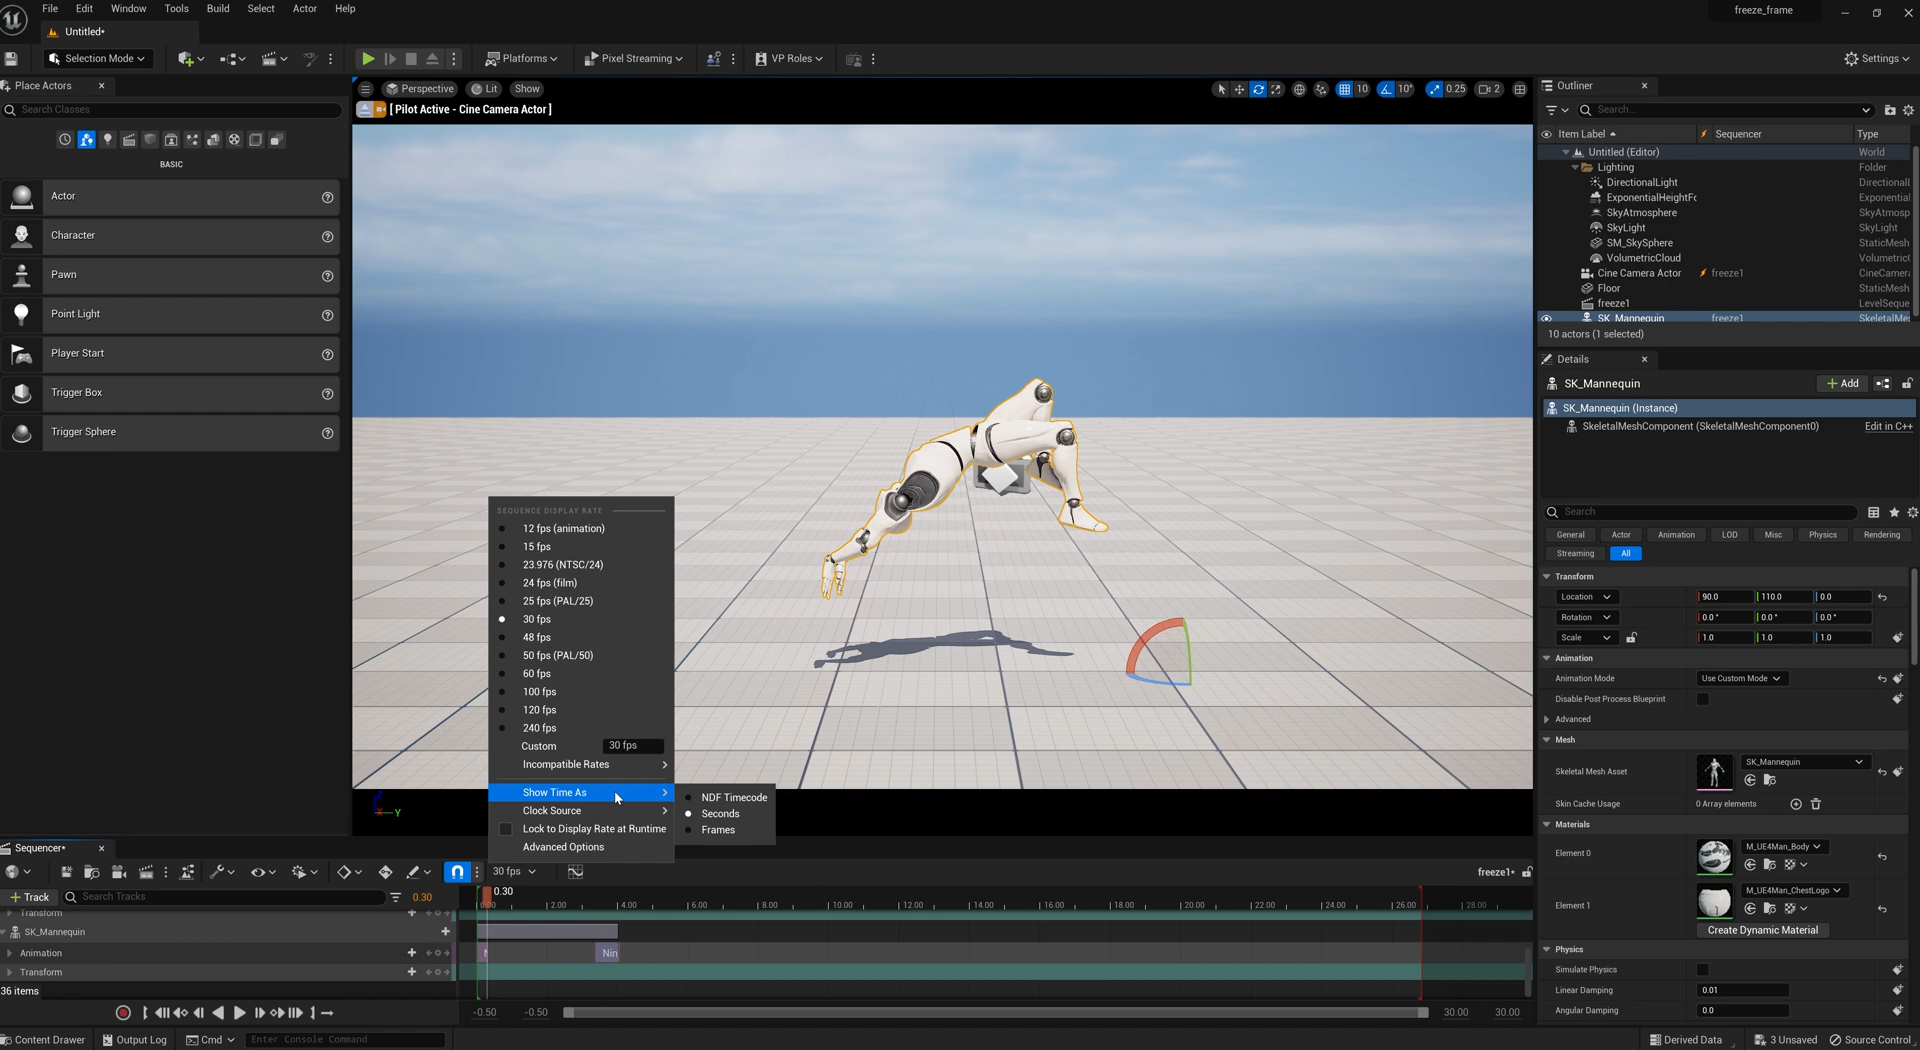 File Edit Window Tools Build Select Actor Help
freeze_frame
Untitled*
Selection Mode
Platforms
Pixel Streaming
VP Roles
Settings
Place Actors
Search Classes
BASIC
Actor
Character
Pawn
Point Light
Player Start
Trigger Box
Trigger Sphere
Perspective
Lit
Show
10
10°
0.25
2
[ Pilot Active - Cine Camera Actor ]
SEQUENCE DISPLAY RATE
12 fps (animation)
15 fps
23.976 (NTSC/24)
24 fps (film)
25 fps (PAL/25)
30 fps
48 fps
50 fps (PAL/50)
60 fps
100 fps
120 fps
240 fps
Custom 30 fps
Incompatible Rates
Show Time As
Clock Source
Lock to Display Rate at Runtime
Advanced Options
NDF Timecode
Seconds
Frames
X
Y
Outliner
Search...
Item Label Sequencer Type
Untitled (Editor) World
Lighting Folder
DirectionalLight Directional
ExponentialHeightFo Exponential
SkyAtmosphere SkyAtmosp
SkyLight SkyLight
SM_SkySphere StaticMesh
VolumetricCloud Volumetric
Cine Camera Actor freeze1 CineCamera
Floor StaticMesh
freeze1 LevelSeque
SK_Mannequin freeze1 SkeletalMe
10 actors (1 selected)
Details
SK_Mannequin
Add
SK_Mannequin (Instance)
SkeletalMeshComponent (SkeletalMeshComponent0) Edit in C++
Search
General Actor Animation LOD Misc Physics Rendering
Streaming All
Transform
Location 90.0 110.0 0.0
Rotation 0.0° 0.0° 0.0°
Scale 1.0 1.0 1.0
Animation
Animation Mode Use Custom Mode
Disable Post Process Blueprint
Advanced
Mesh
Skeletal Mesh Asset SK_Mannequin
Skin Cache Usage 0 Array elements
Materials
Element 0 M_UE4Man_Body
Element 1 M_UE4Man_ChestLogo
Create Dynamic Material
Physics
Simulate Physics
Linear Damping 0.01
Angular Damping 0.0
Sequencer*
30 fps
freeze1*
+ Track
Search Tracks
0.30
0.30
0.00 2.00 4.00 6.00 8.00 10.00 12.00 14.00 16.00 18.00 20.00 22.00 24.00 26.00 28.00
Transform
SK_Mannequin
Animation
Nin
Transform
36 items
-0.50 -0.50 30.00 30.00
Content Drawer
Output Log
Cmd
Enter Console Command
Derived Data
3 Unsaved
Source Control